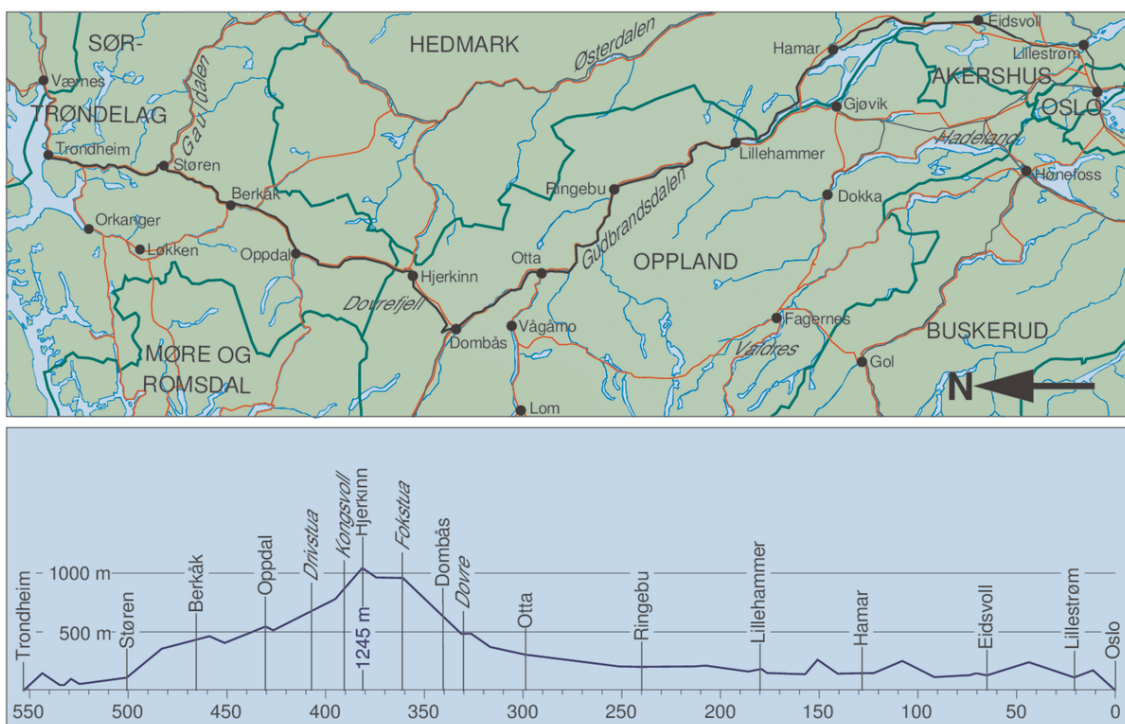 Eidsvoll
SØR-
HEDMARK
Østerdalen
Hamar
Lillestrøm
Værnes
Gauldalen
AKERSHUS
TRØNDELAG
Gjøvik
OSLO
Trondheim
Støren
Lillehammer
Hadeland
Hønefoss
Berkåk
Ringebu
Dokka
Orkanger
Gudbrandsdalen
Løkken
Oppdal
Otta
OPPLAND
Hjerkinn
Dovrefjell
Dombås
Vågåmo
Fagernes
BUSKERUD
MØRE OG
ROMSDAL
Valdres
Gol
N
Lom
Trondheim
Støren
Berkåk
Oppdal
Drivstua
Kongsvoll
Hjerkinn
1245 m
Fokstua
Dombås
Dovre
Otta
Ringebu
Lillehammer
Hamar
Eidsvoll
Lillestrøm
Oslo
1000 m
500 m
550 500 450 400 350 300 250 200 150 100 50 0